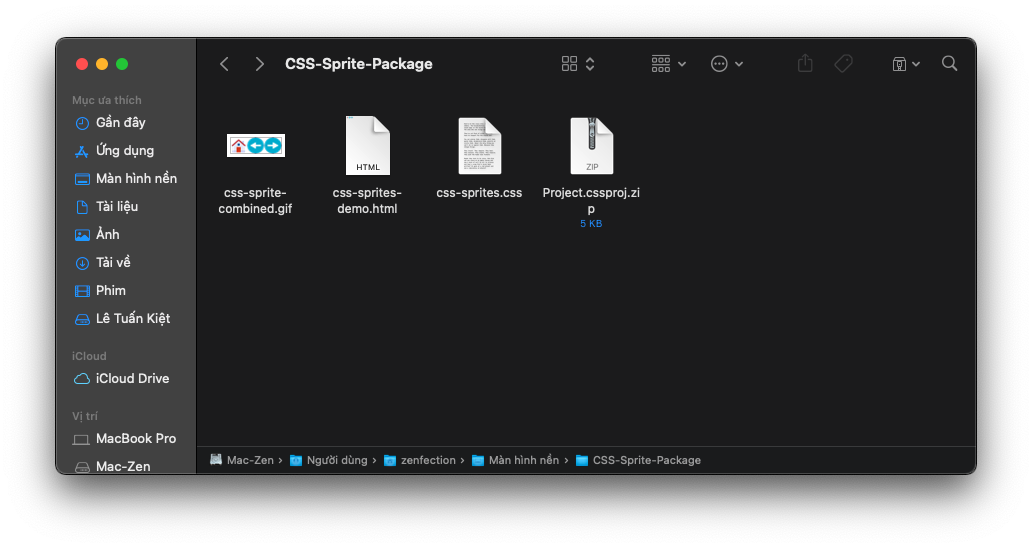 CSS-Sprite-Package
Mục ưa thích
Gần đây
Ứng dụng
Màn hình nền
Tài liệu
Ảnh
Tải về
Phim
Lê Tuấn Kiệt
iCloud
iCloud Drive
Vị trí
MacBook Pro
Mac-Zen
css-sprite-
combined.gif
HTML
css-sprites-
demo.html
css-sprites.css
ZIP
Project.cssproj.zi
p
5 KB
Mac-Zen › Người dùng › zenfection › Màn hình nền › CSS-Sprite-Package